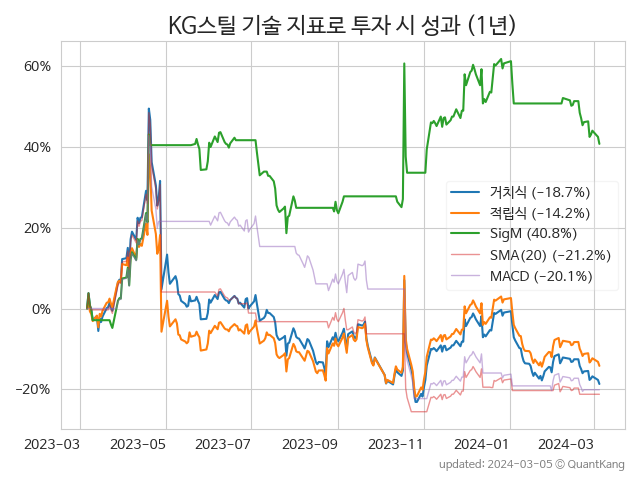 KG스틸 기술 지표로 투자 시 성과 (1년)
60%
40%
20%
0%
−20%
거치식 (−18.7%)
적립식 (−14.2%)
SigM (40.8%)
SMA(20) (−21.2%)
MACD (−20.1%)
2023−03
2023−05
2023−07
2023−09
2023−11
2024−01
2024−03
updated: 2024−03−05 © QuantKang